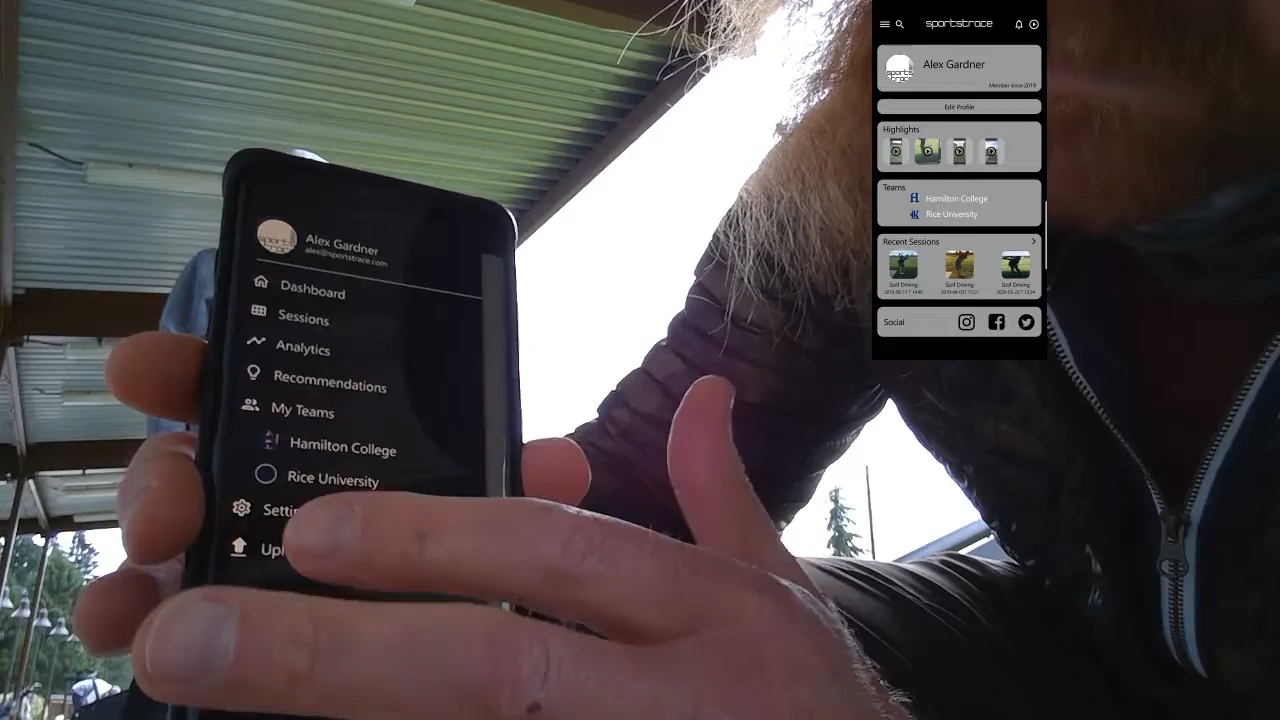 Alex Gardner
alex@sportstrace.com
Dashboard
Sessions
Analytics
Recommendations
My Teams
Hamilton College
Rice University
sportstrace
Alex Gardner
Member since 2019
Edit Profile
Highlights
Teams
Hamilton College
Rice University
Recent Sessions
Golf Driving
Golf Driving
Golf Driving
Social